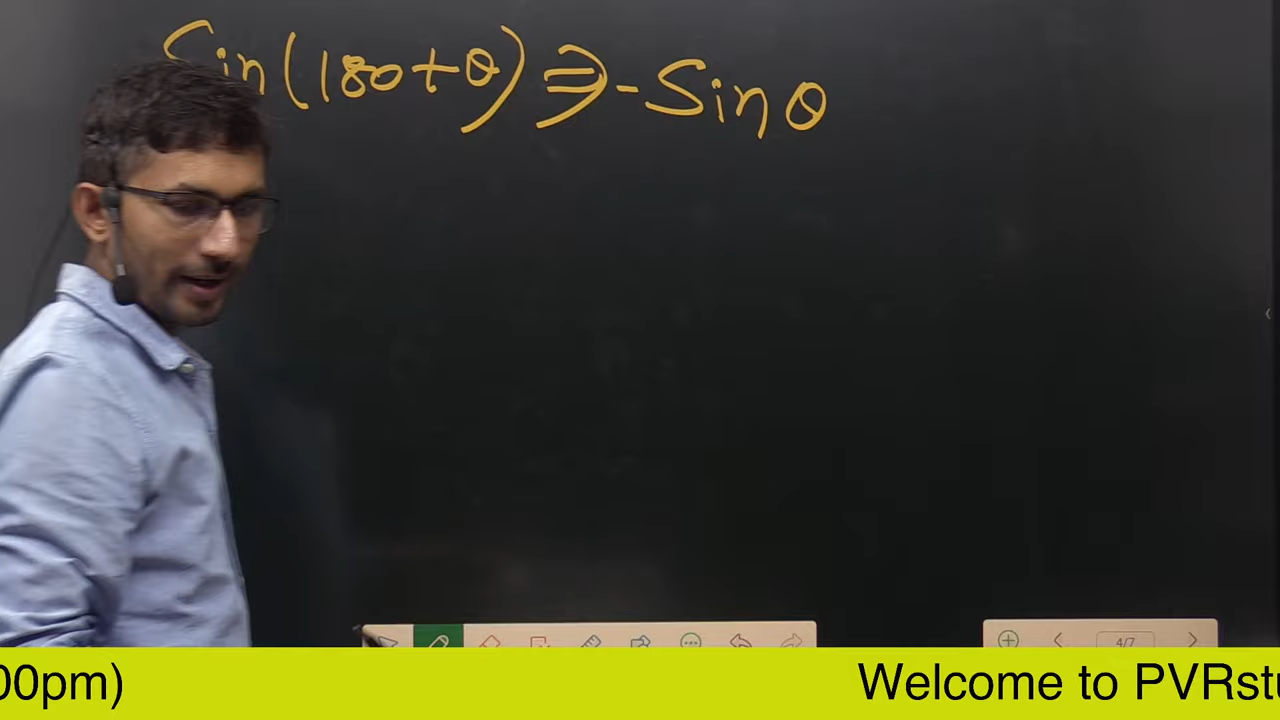 Sin(180+θ) ⇒ -Sinθ
4/7
00pm) Welcome to PVRstu